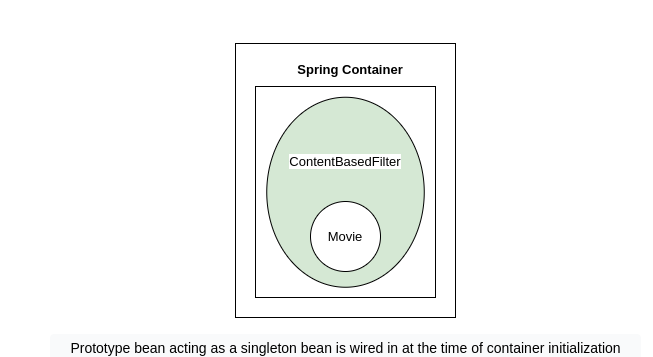 Spring Container
ContentBasedFilter
Movie
Prototype bean acting as a singleton bean is wired in at the time of container initialization